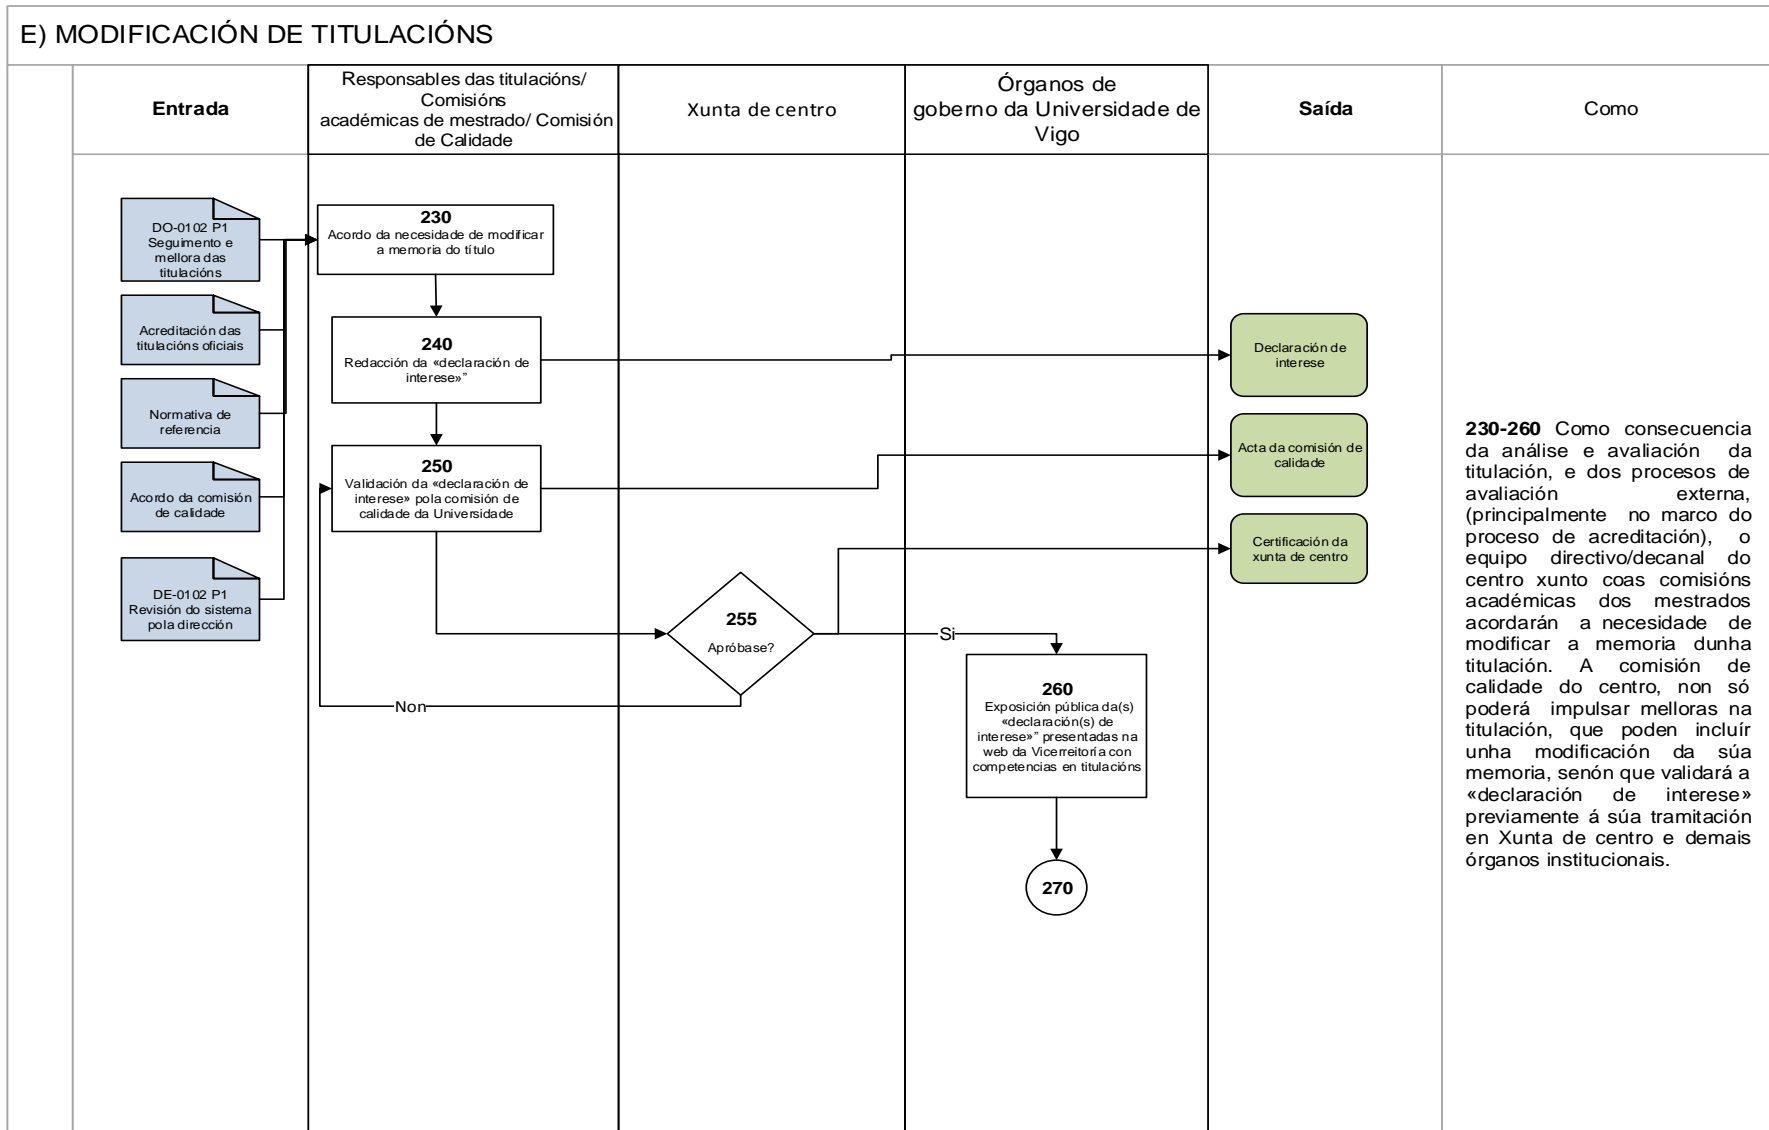 E) MODIFICACIÓN DE TITULACIÓNS
Entrada
Responsables das titulacións/
Comisións
académicas de mestrado/ Comisión
de Calidade
Xunta de centro
Órganos de
goberno da Universidade de
Vigo
Saída
Como
DO-0102 P1
Seguimento e
mellora das
titulacións
Acreditación das
titulacións oficiais
Normativa de
referencia
Acordo da comisión
de calidade
DE-0102 P1
Revisión do sistema
pola dirección
230
Acordo da necesidade de modificar
a memoria do título
240
Redacción da «declaración de
interese»”
250
Validación da «declaración de
interese» pola comisión de
calidade da Universidade
255
Apróbase?
Si
Non
260
Exposición pública da(s)
«declaración(s) de
interese»” presentadas na
web da Vicerreitoría con
competencias en titulacións
270
Declaración de
interese
Acta da comisión de
calidade
Certificación da
xunta de centro
230-260 Como consecuencia
da análise e avaliación da
titulación, e dos procesos de
avaliación externa,
(principalmente no marco do
proceso de acreditación), o
equipo directivo/decanal do
centro xunto coas comisións
académicas dos mestrados
acordarán a necesidade de
modificar a memoria dunha
titulación. A comisión de
calidade do centro, non só
poderá impulsar melloras na
titulación, que poden incluír
unha modificación da súa
memoria, senón que validará a
«declaración de interese»
previamente á súa tramitación
en Xunta de centro e demais
órganos institucionais.